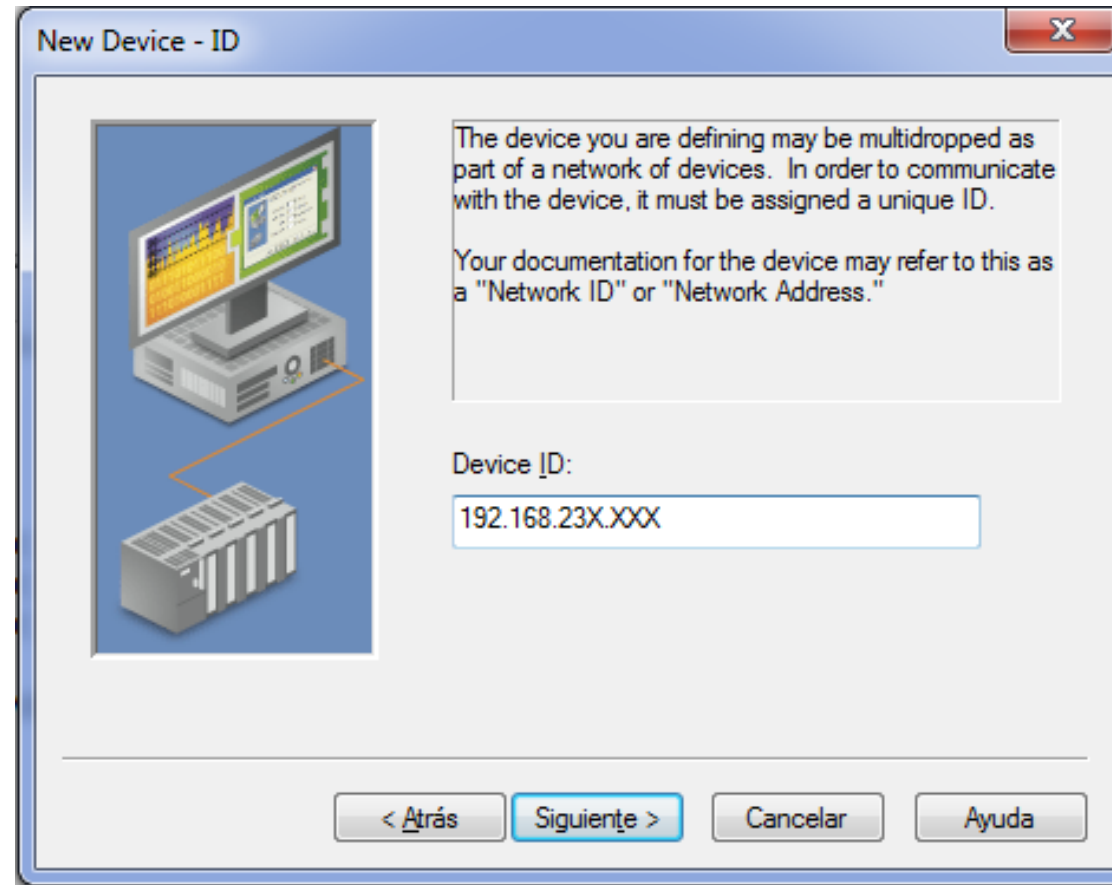 New Device - ID
The device you are defining may be multidropped as
part of a network of devices.  In order to communicate
with the device, it must be assigned a unique ID.
Your documentation for the device may refer to this as
a "Network ID" or "Network Address."
Device ID:
192.168.23X.XXX
< Atrás
Siguiente >
Cancelar
Ayuda